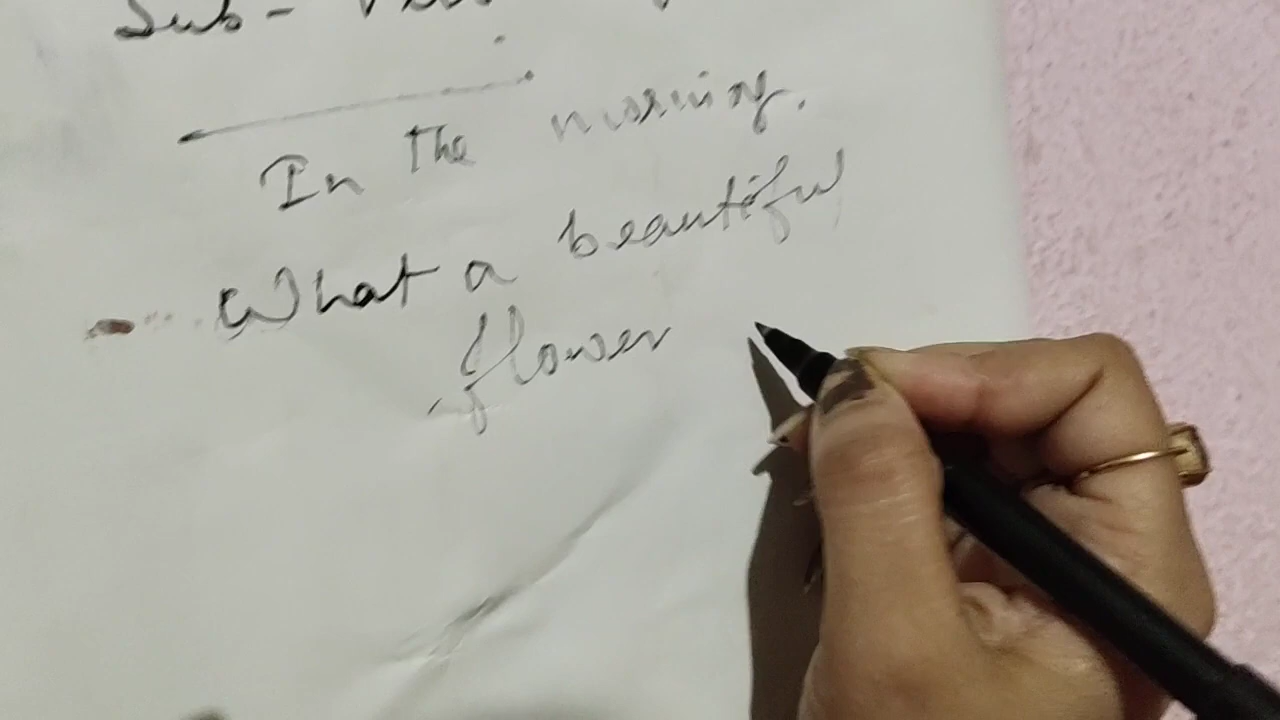 Sub-
In the morning.
What a beautiful
flower